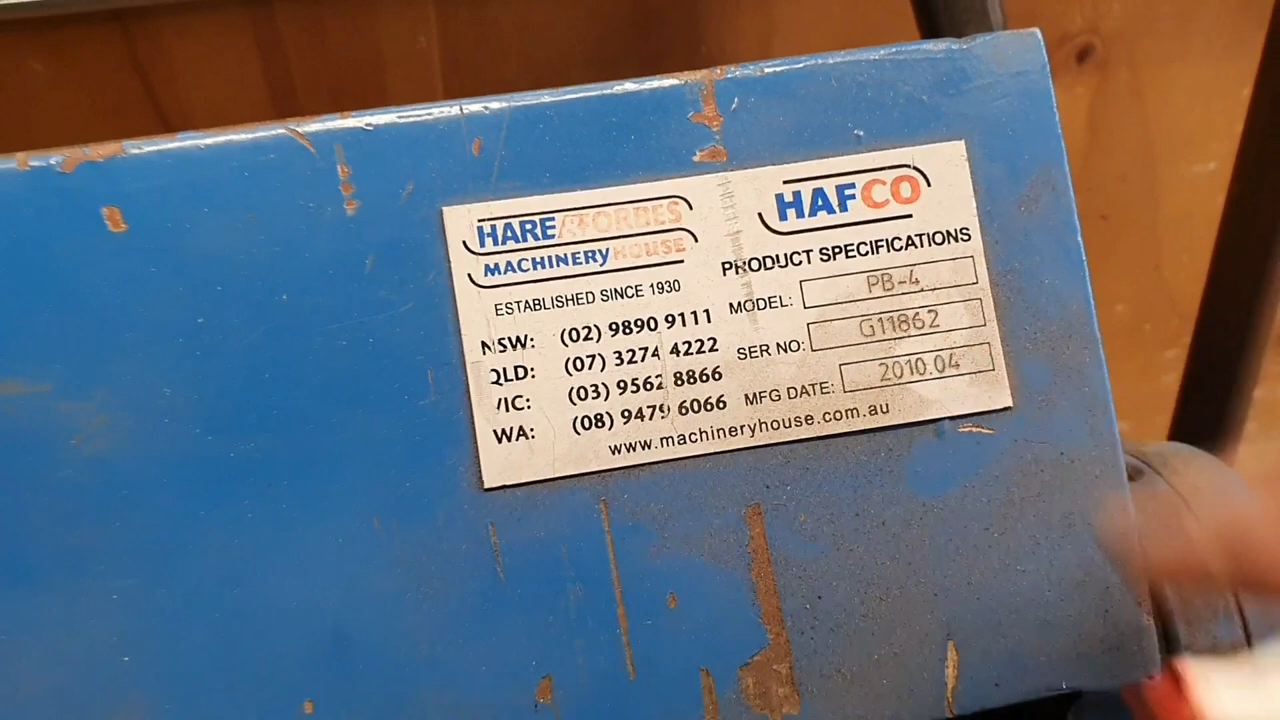 HARE & FORBES
MACHINERYHOUSE
ESTABLISHED SINCE 1930
NSW: (02) 9890 9111
QLD: (07) 3274 4222
VIC: (03) 9562 8866
WA: (08) 9479 6066
HAFCO
PRODUCT SPECIFICATIONS
MODEL: PB-4
SER NO: G11862
MFG DATE: 2010.04
www.machineryhouse.com.au